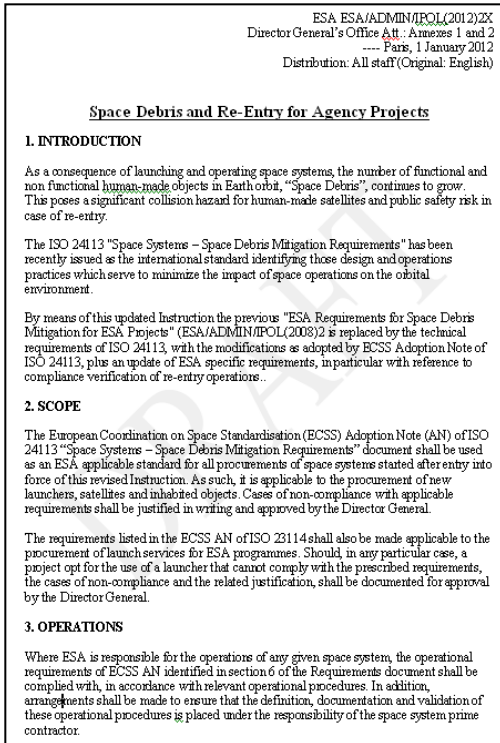 ESA ESA/ADMIN/IPOL(2012)2X
Director General's Office Att.: Annexes 1 and 2
---- Paris, 1 January 2012
Distribution: All staff (Original: English)
Space Debris and Re-Entry for Agency Projects
1. INTRODUCTION
As a consequence of launching and operating space systems, the number of functional and
non functional human-made objects in Earth orbit, “Space Debris”, continues to grow.
This poses a significant collision hazard for human-made satellites and public safety risk in
case of re-entry.
The ISO 24113 "Space Systems – Space Debris Mitigation Requirements" has been
recently issued as the international standard identifying those design and operations
practices which serve to minimize the impact of space operations on the orbital
environment.
By means of this updated Instruction the previous "ESA Requirements for Space Debris
Mitigation for ESA Projects" (ESA/ADMIN/IPOL(2008)2 is replaced by the technical
requirements of ISO 24113, with the modifications as adopted by ECSS Adoption Note of
ISO 24113, plus an update of ESA specific requirements, in particular with reference to
compliance verification of re-entry operations..
2. SCOPE
The European Coordination on Space Standardisation (ECSS) Adoption Note (AN) of ISO
24113 “Space Systems – Space Debris Mitigation Requirements” document shall be used
as an ESA applicable standard for all procurements of space systems started after entry into
force of this revised Instruction. As such, it is applicable to the procurement of new
launchers, satellites and inhabited objects. Cases of non-compliance with applicable
requirements shall be justified in writing and approved by the Director General.
The requirements listed in the ECSS AN of ISO 23114 shall also be made applicable to the
procurement of launch services for ESA programmes. Should, in any particular case, a
project opt for the use of a launcher that cannot comply with the prescribed requirements,
the cases of non-compliance and the related justification, shall be documented for approval
by the Director General.
3. OPERATIONS
Where ESA is responsible for the operations of any given space system, the operational
requirements of ECSS AN identified in section 6 of the Requirements document shall be
complied with, in accordance with relevant operational procedures. In addition,
arrangements shall be made to ensure that the definition, documentation and validation of
these operational procedures is placed under the responsibility of the space system prime
contractor.
DRAFT